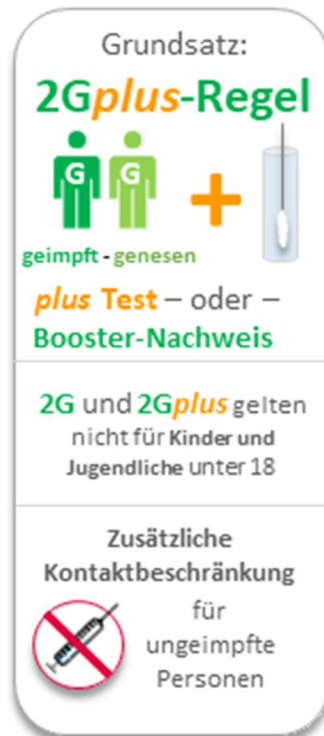 Grundsatz:
2Gplus-Regel
G G
+
geimpft - genesen
plus Test – oder –
Booster-Nachweis
2G und 2Gplus gelten
nicht für Kinder und
Jugendliche unter 18
Zusätzliche
Kontaktbeschränkung
für
ungeimpfte
Personen